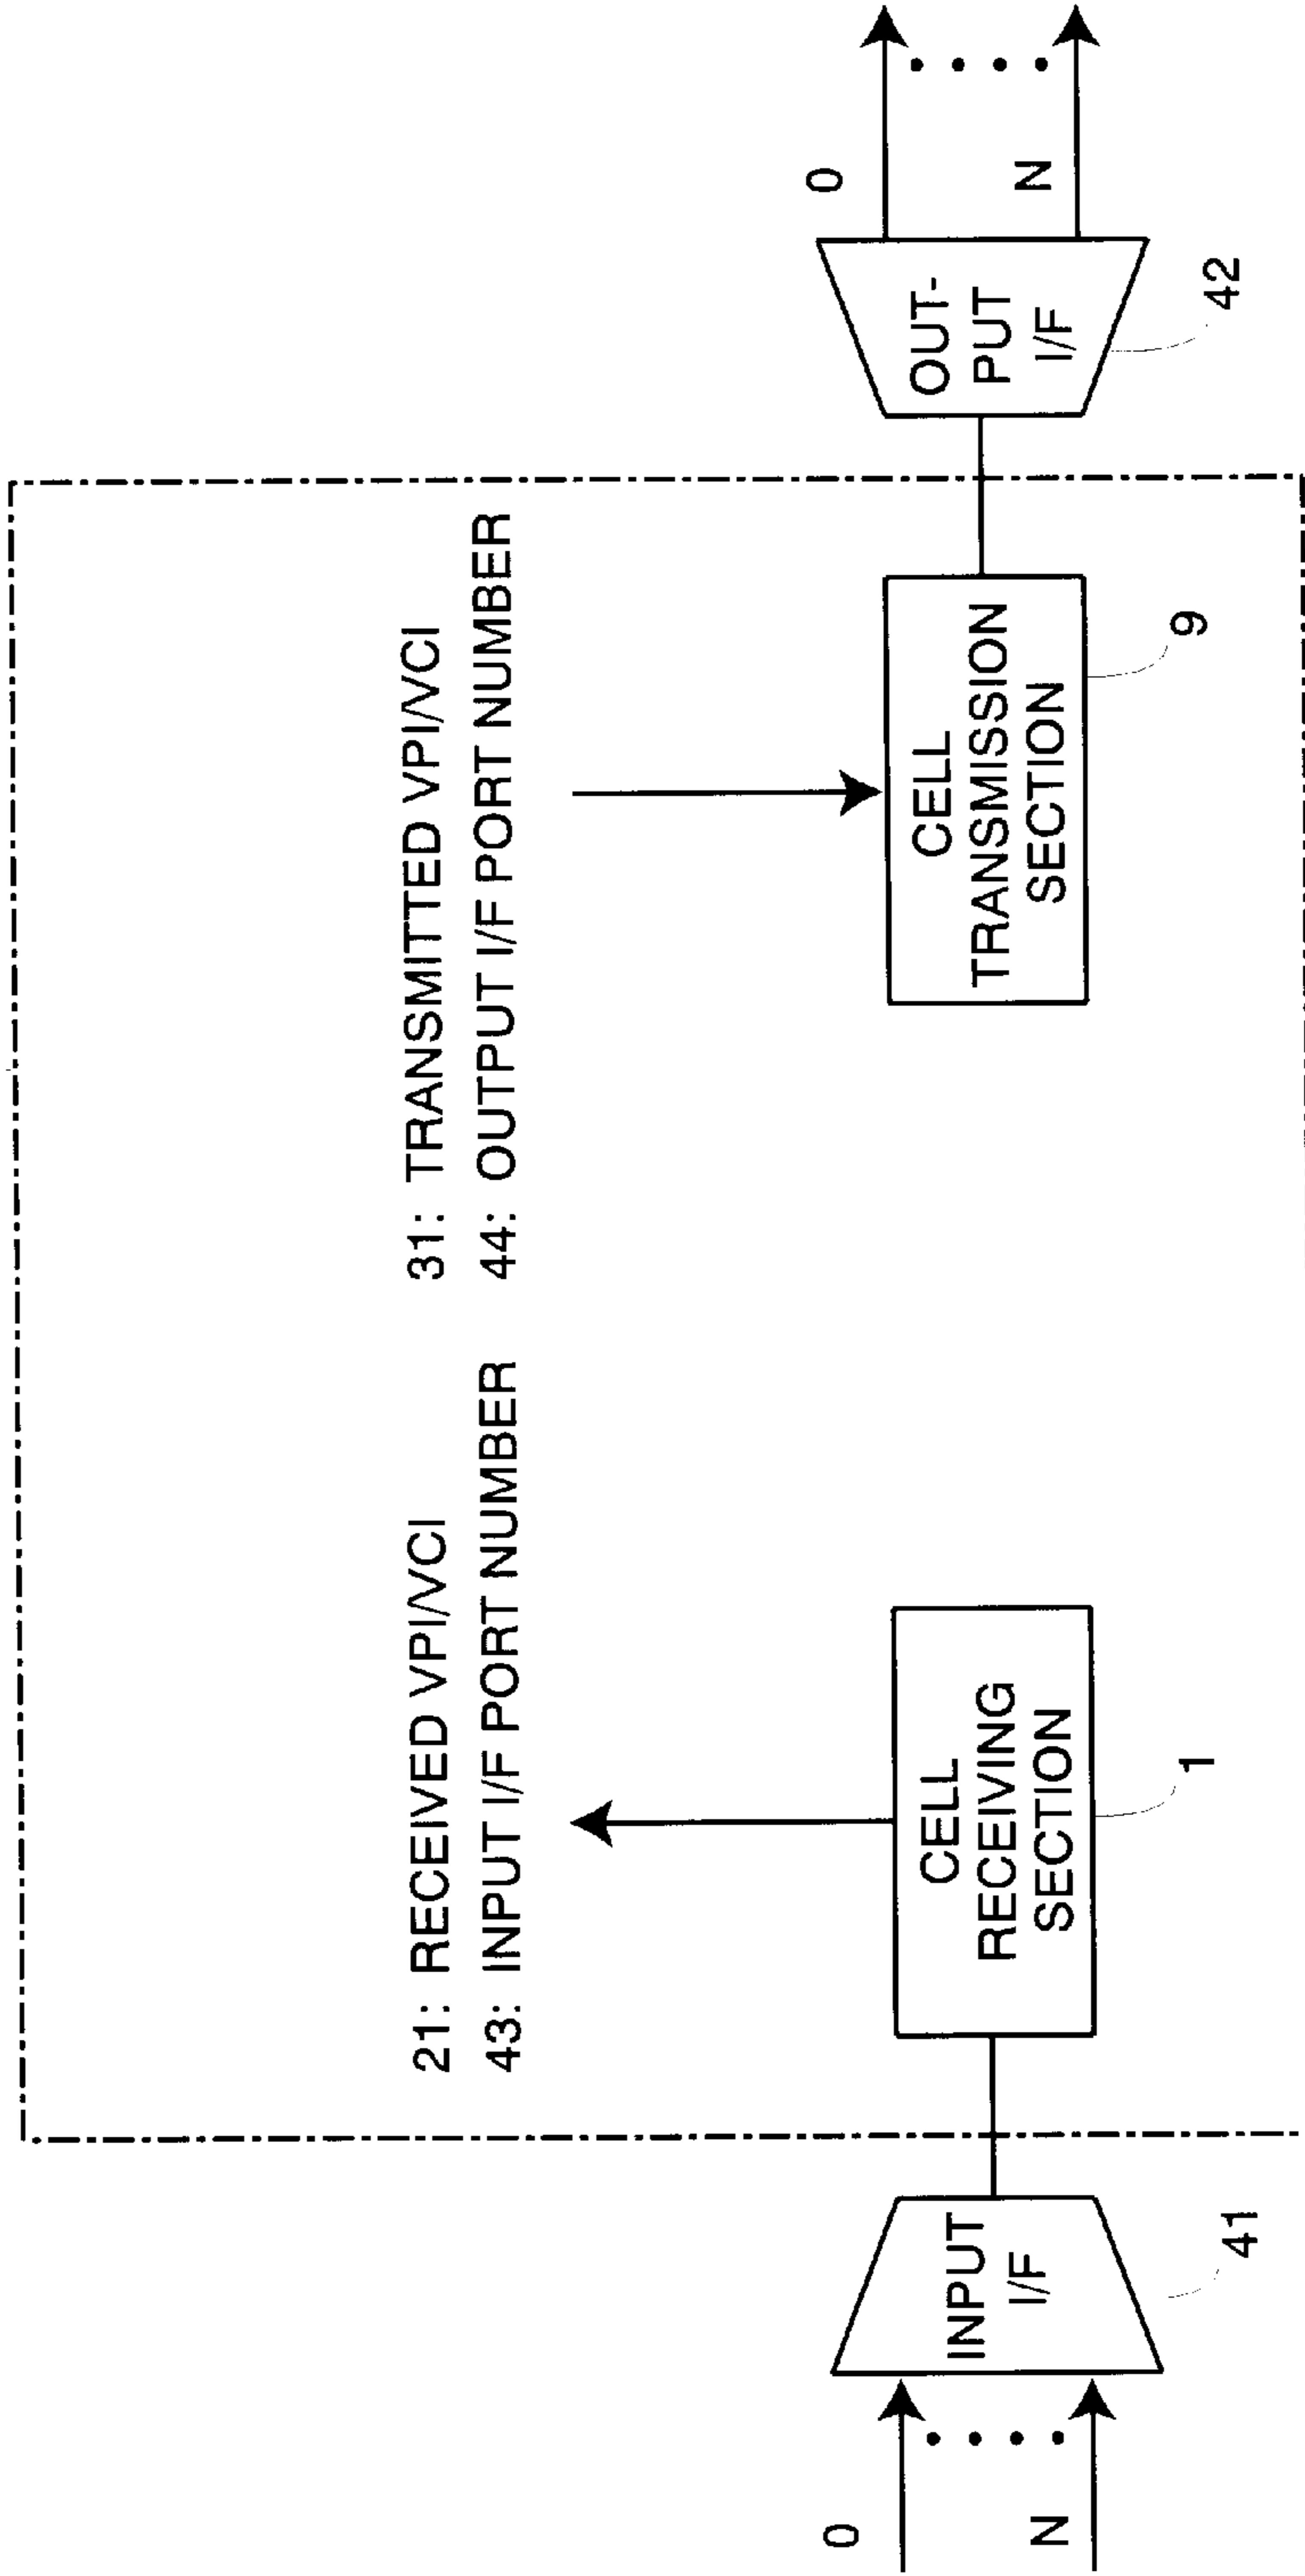 21: RECEIVED VPI/VCI
43: INPUT I/F PORT NUMBER
31: TRANSMITTED VPI/VCI
44: OUTPUT I/F PORT NUMBER
0
N
INPUT
I/F
41
CELL
RECEIVING
SECTION
1
CELL
TRANSMISSION
SECTION
9
OUT-
PUT
I/F
42
0
N